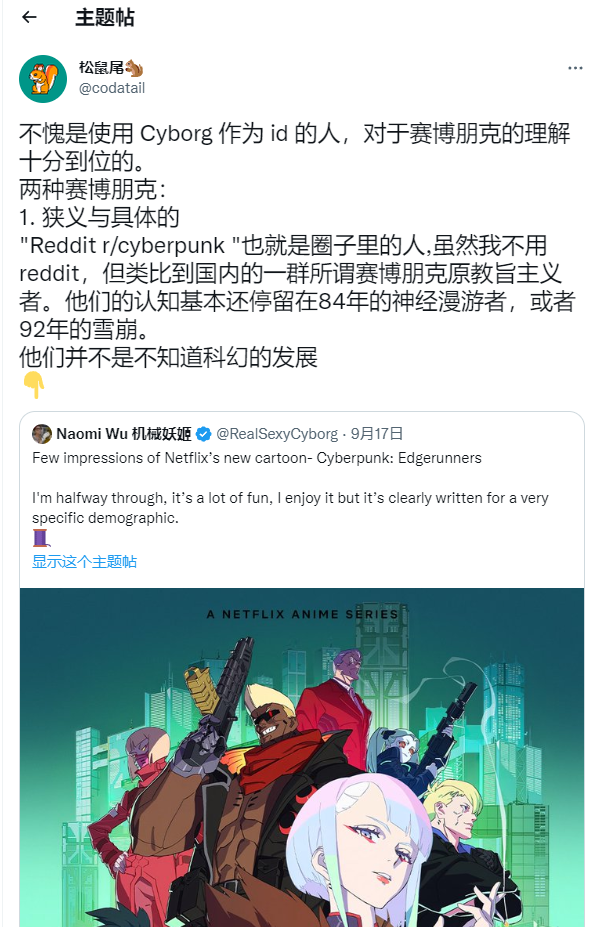 主题帖
松鼠尾🐿️
@codatail
不愧是使用 Cyborg 作为 id 的人，对于赛博朋克的理解
十分到位的。
两种赛博朋克：
1. 狭义与具体的
"Reddit r/cyberpunk "也就是圈子里的人,虽然我不用
reddit，但类比到国内的一群所谓赛博朋克原教旨主义
者。他们的认知基本还停留在84年的神经漫游者，或者
92年的雪崩。
他们并不是不知道科幻的发展
👇
Naomi Wu 机械妖姬 @RealSexyCyborg · 9月17日
Few impressions of Netflix’s new cartoon- Cyberpunk: Edgerunners
I'm halfway through, it’s a lot of fun, I enjoy it but it’s clearly written for a very
specific demographic.
🧵
显示这个主题帖
A NETFLIX ANIME SERIES